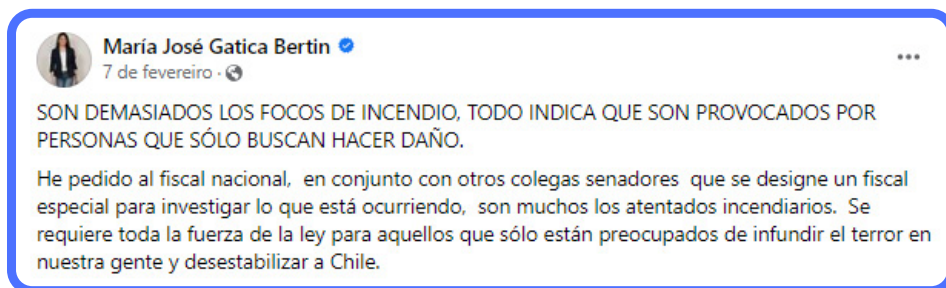 María José Gatica Bertin
7 de fevereiro ·
SON DEMASIADOS LOS FOCOS DE INCENDIO, TODO INDICA QUE SON PROVOCADOS POR
PERSONAS QUE SÓLO BUSCAN HACER DAÑO.
He pedido al fiscal nacional,  en conjunto con otros colegas senadores  que se designe un fiscal
especial para investigar lo que está ocurriendo,  son muchos los atentados incendiarios.  Se
requiere toda la fuerza de la ley para aquellos que sólo están preocupados de infundir el terror en
nuestra gente y desestabilizar a Chile.